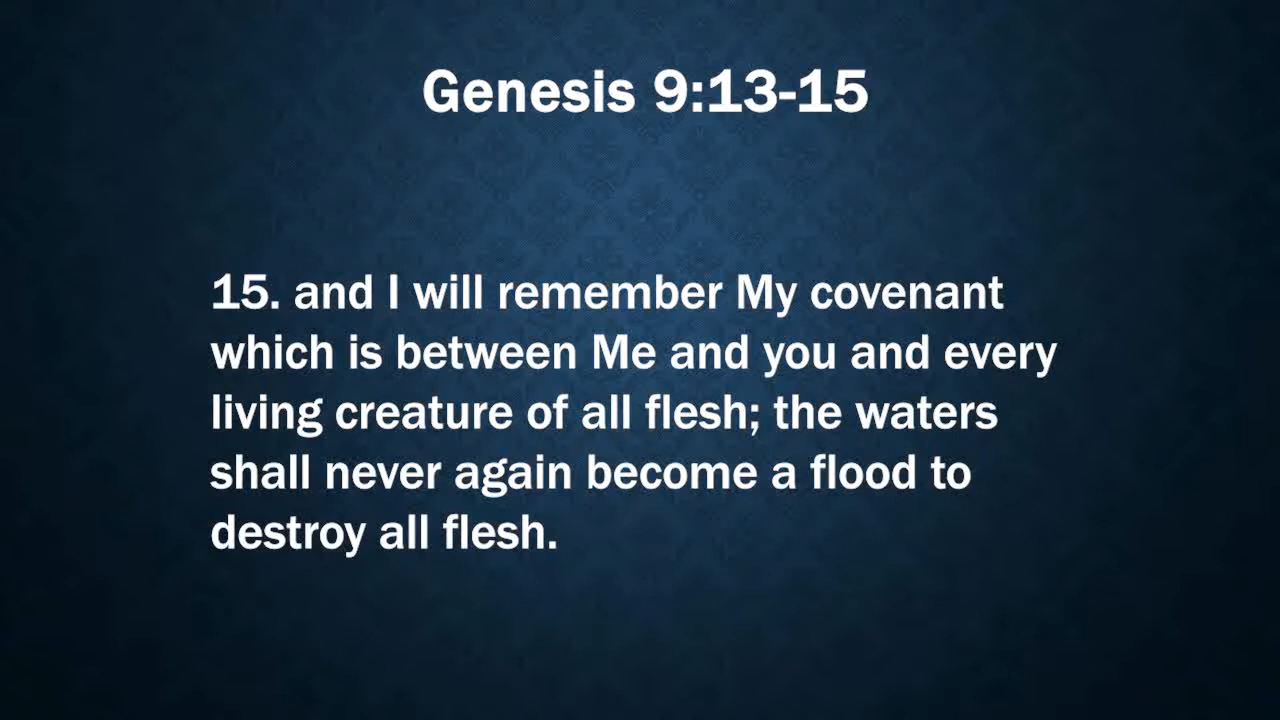 Genesis 9:13-15
15. and I will remember My covenant
which is between Me and you and every
living creature of all flesh; the waters
shall never again become a flood to
destroy all flesh.